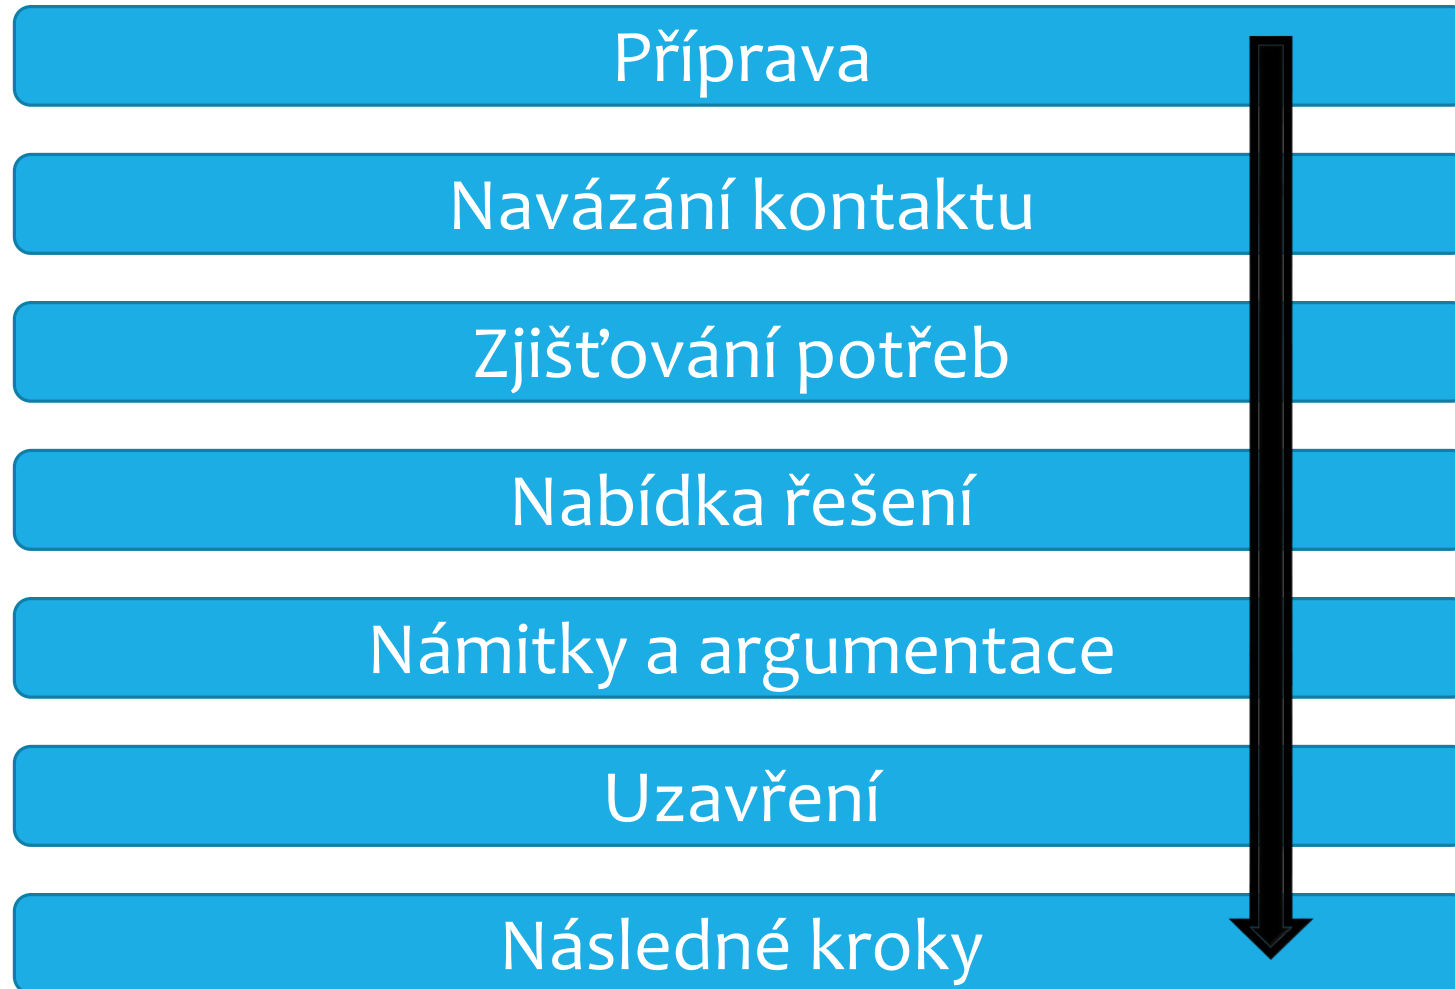 Příprava
Navázání kontaktu
Zjišťování potřeb
Nabídka řešení
Námitky a argumentace
Uzavření
Následné kroky